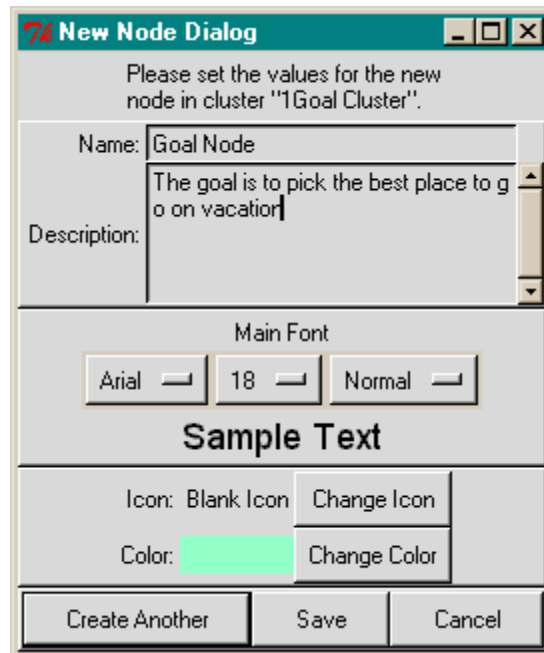 New Node Dialog
Please set the values for the new
node in cluster "1Goal Cluster".
Name: Goal Node
Description: The goal is to pick the best place to g
o on vacation
Main Font
Arial 18 Normal
Sample Text
Icon: Blank Icon Change Icon
Color: Change Color
Create Another Save Cancel